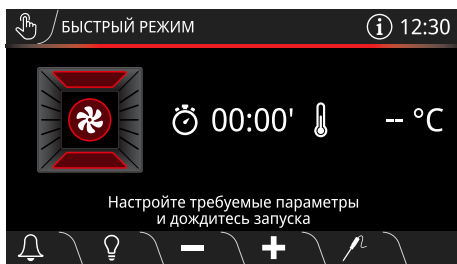 БЫСТРЫЙ РЕЖИМ
i 12:30
00:00' -- °C
Настройте требуемые параметры
и дождитесь запуска